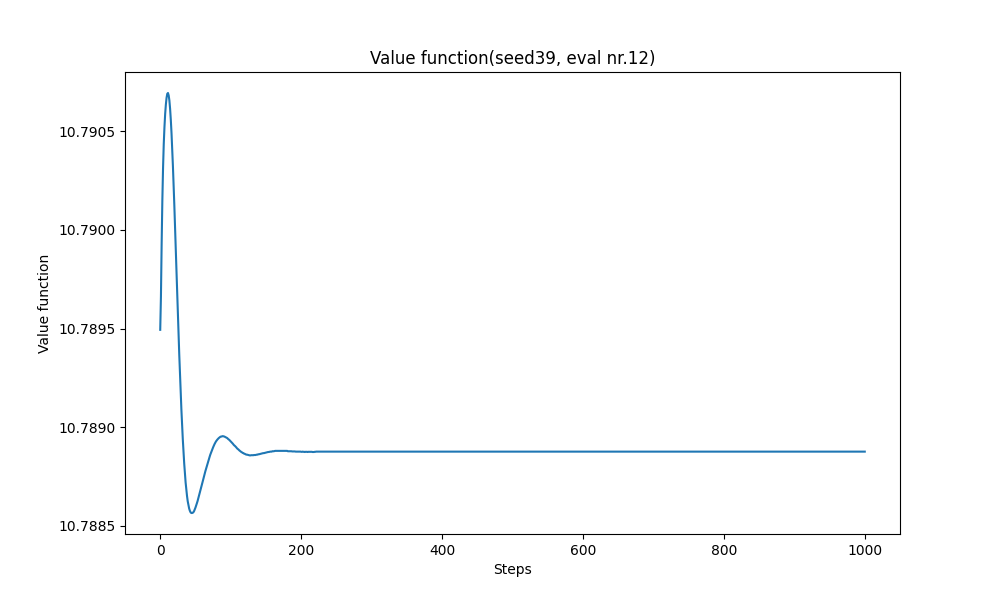 Value function(seed39, eval nr.12)
Value function
10.7905
10.7900
10.7895
10.7890
10.7885
0 200 400 600 800 1000
Steps